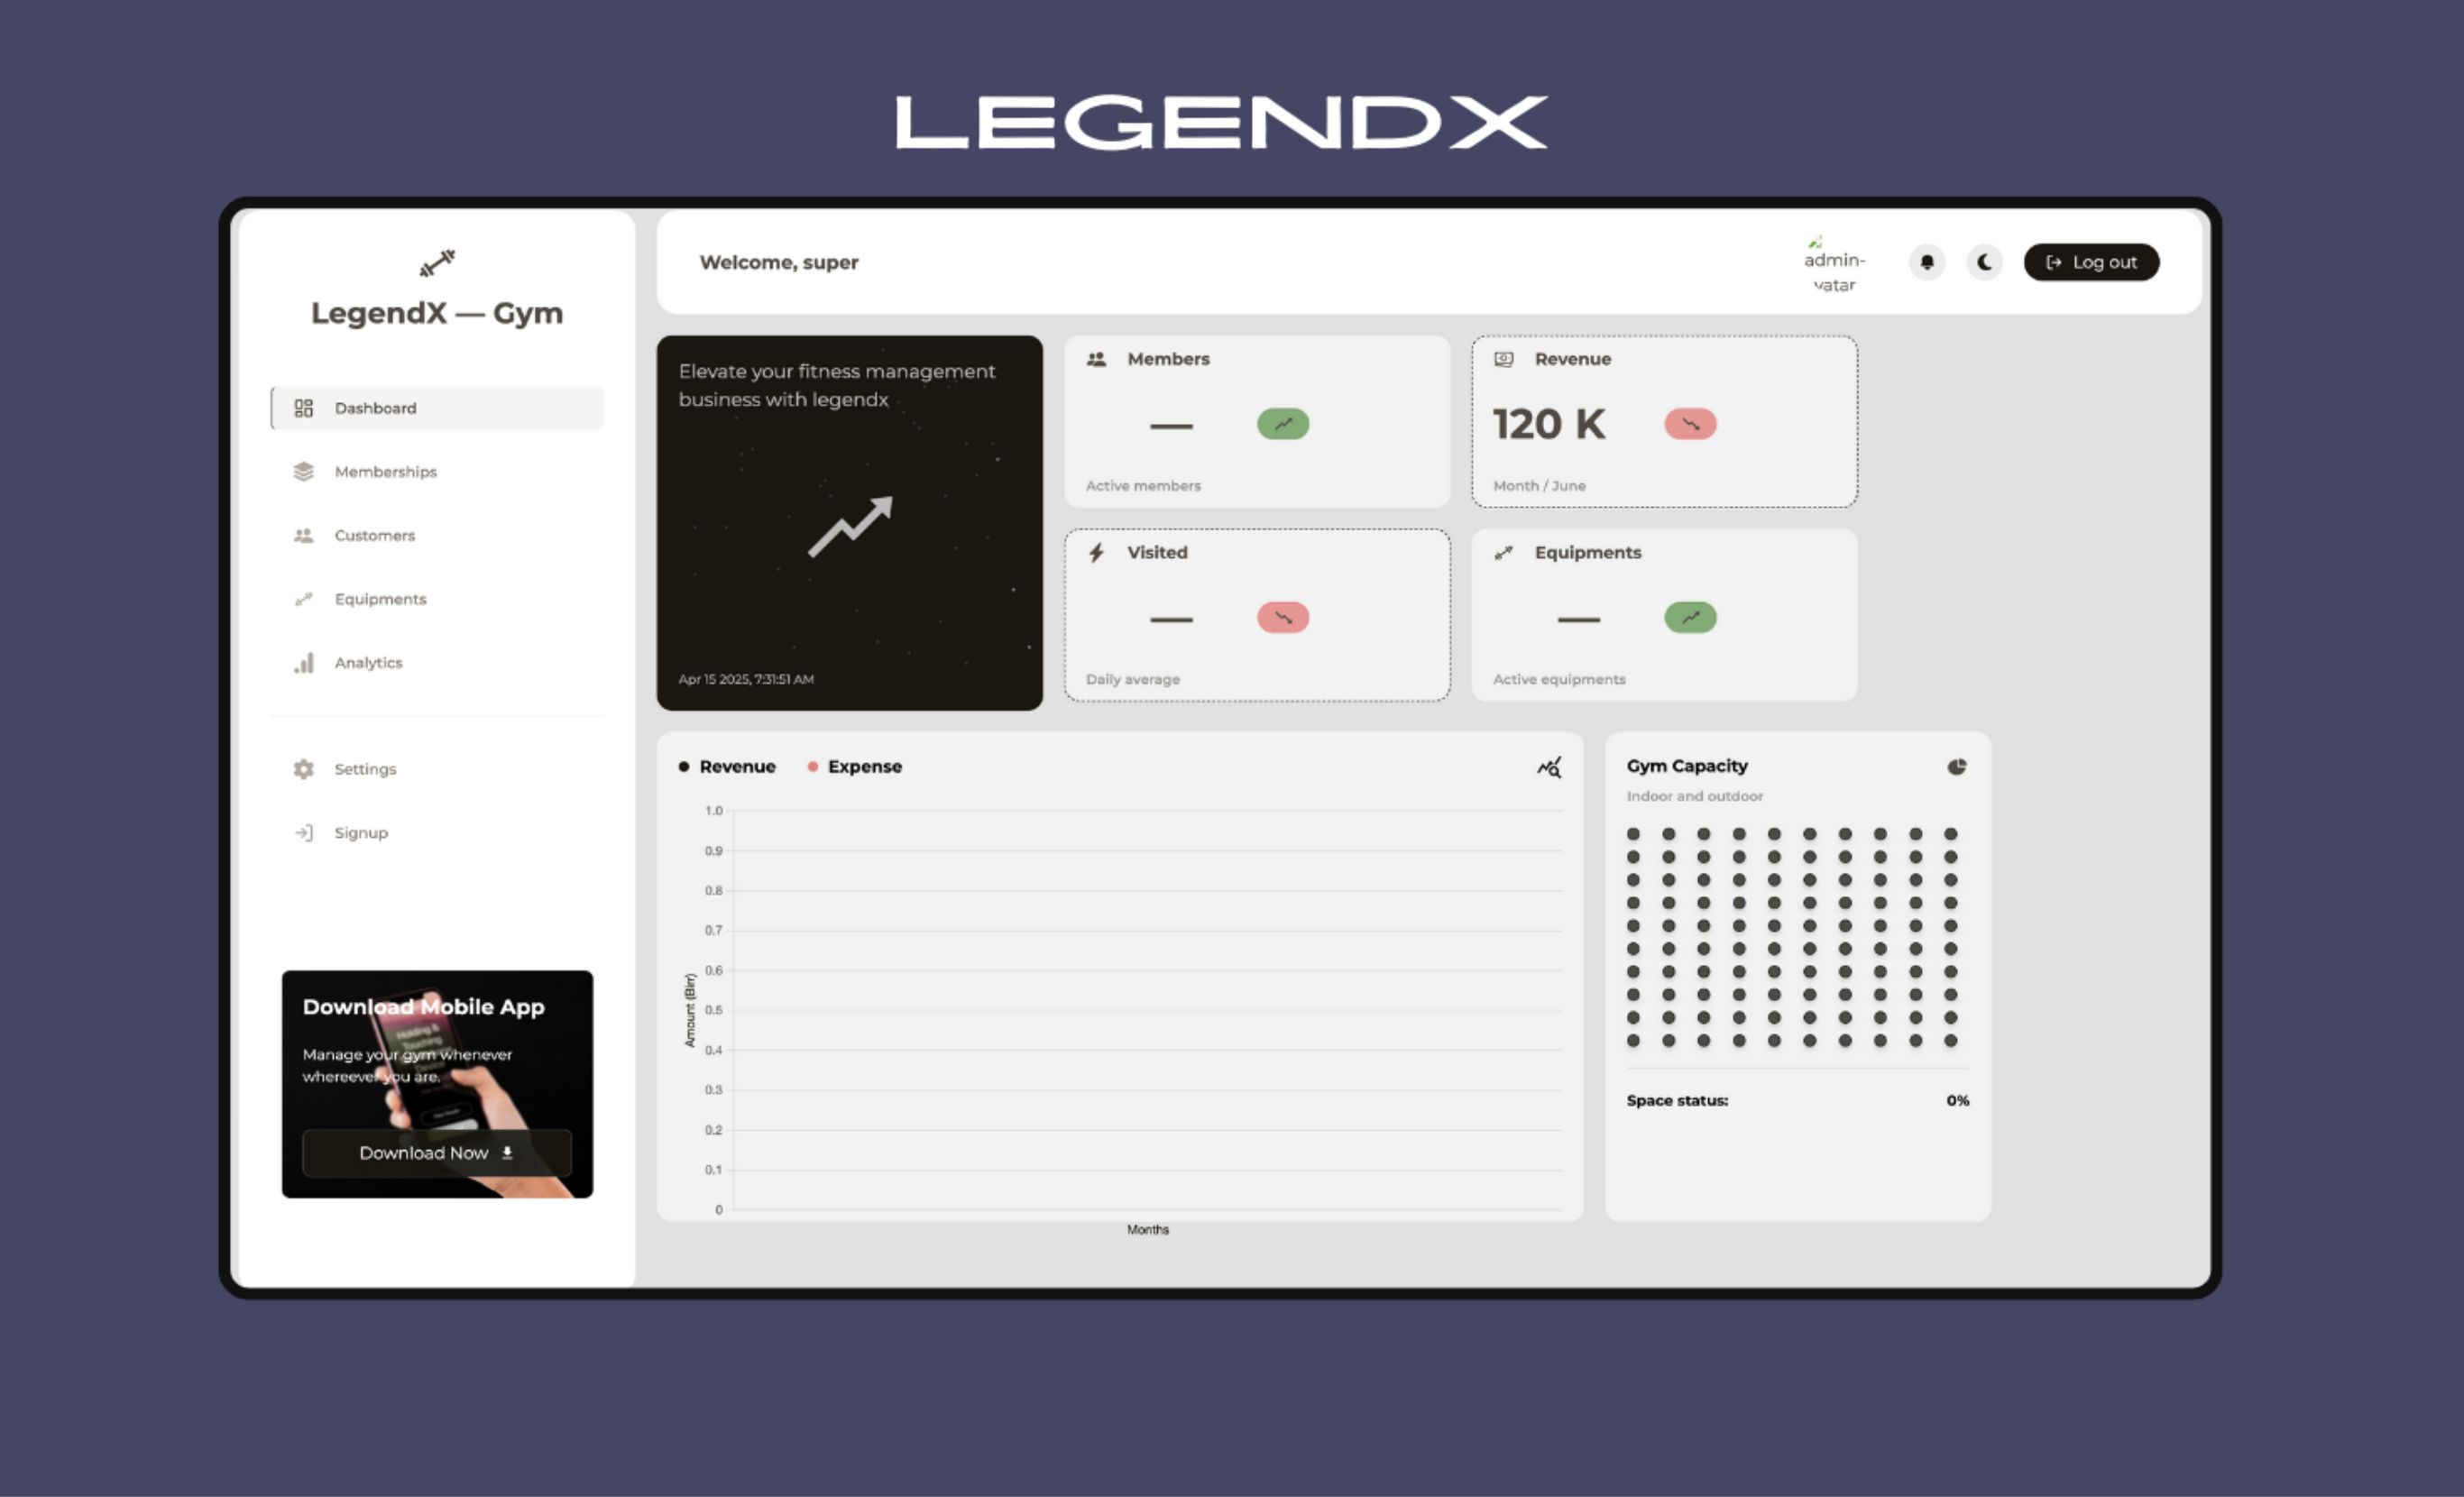 LEGENDX
LegendX — Gym
Dashboard
Memberships
Customers
Equipments
Analytics
Settings
Signup
Download Mobile App
Manage your gym whenever
whereever you are.
Download Now
Welcome, super
admin-
vatar
Log out
Elevate your fitness management
business with legendx
Apr 15 2025, 7:31:51 AM
Members
—
Active members
Revenue
120 K
Month / June
Visited
—
Daily average
Equipments
—
Active equipments
Revenue
Expense
1.0
0.9
0.8
0.7
0.6
0.5
0.4
0.3
0.2
0.1
0
Amount (Birr)
Months
Gym Capacity
Indoor and outdoor
Space status:
0%